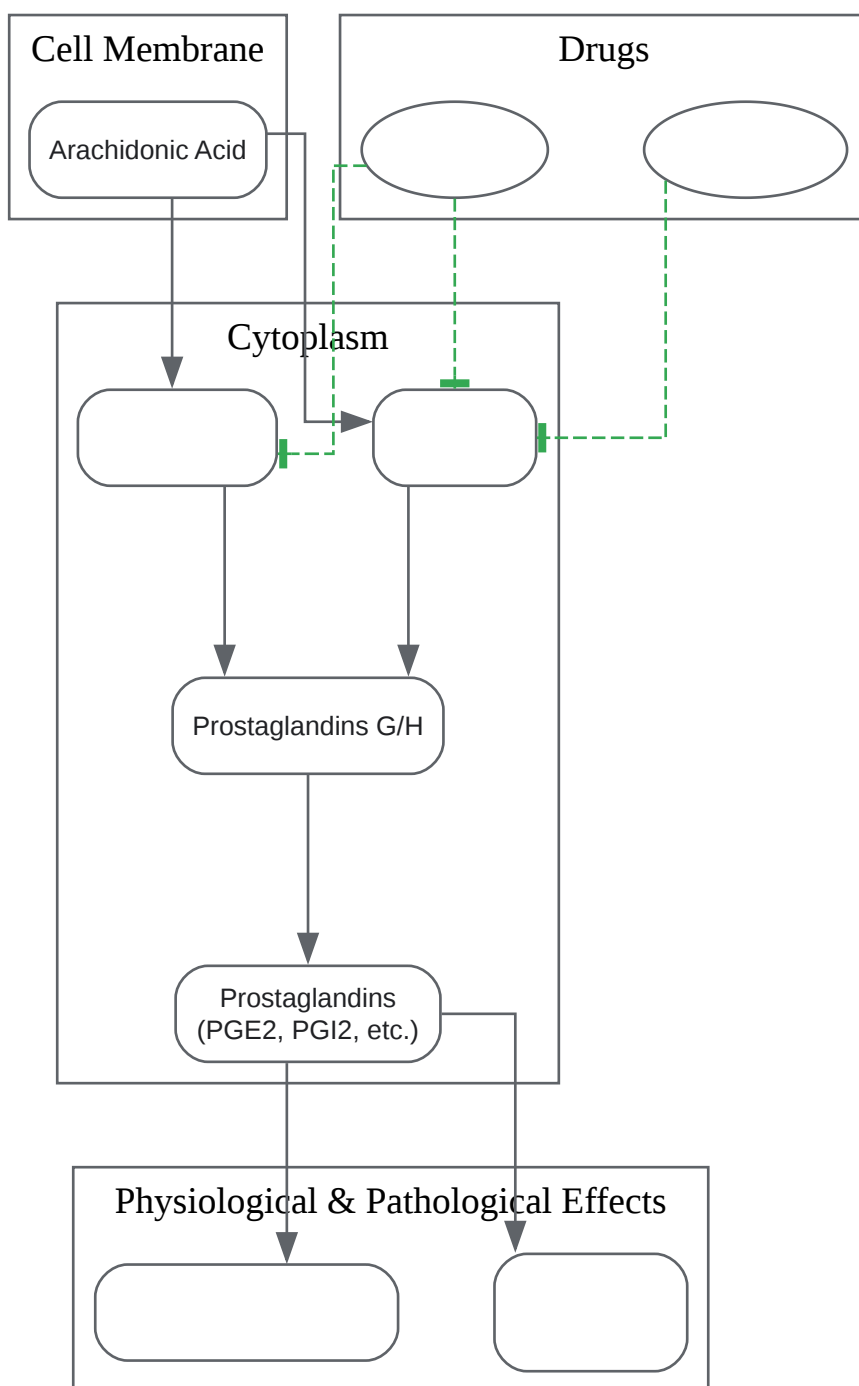 Cell Membrane
Drugs
Arachidonic Acid
Cytoplasm
Prostaglandins G/H
Prostaglandins
(PGE2, PGI2, etc.)
Physiological & Pathological Effects